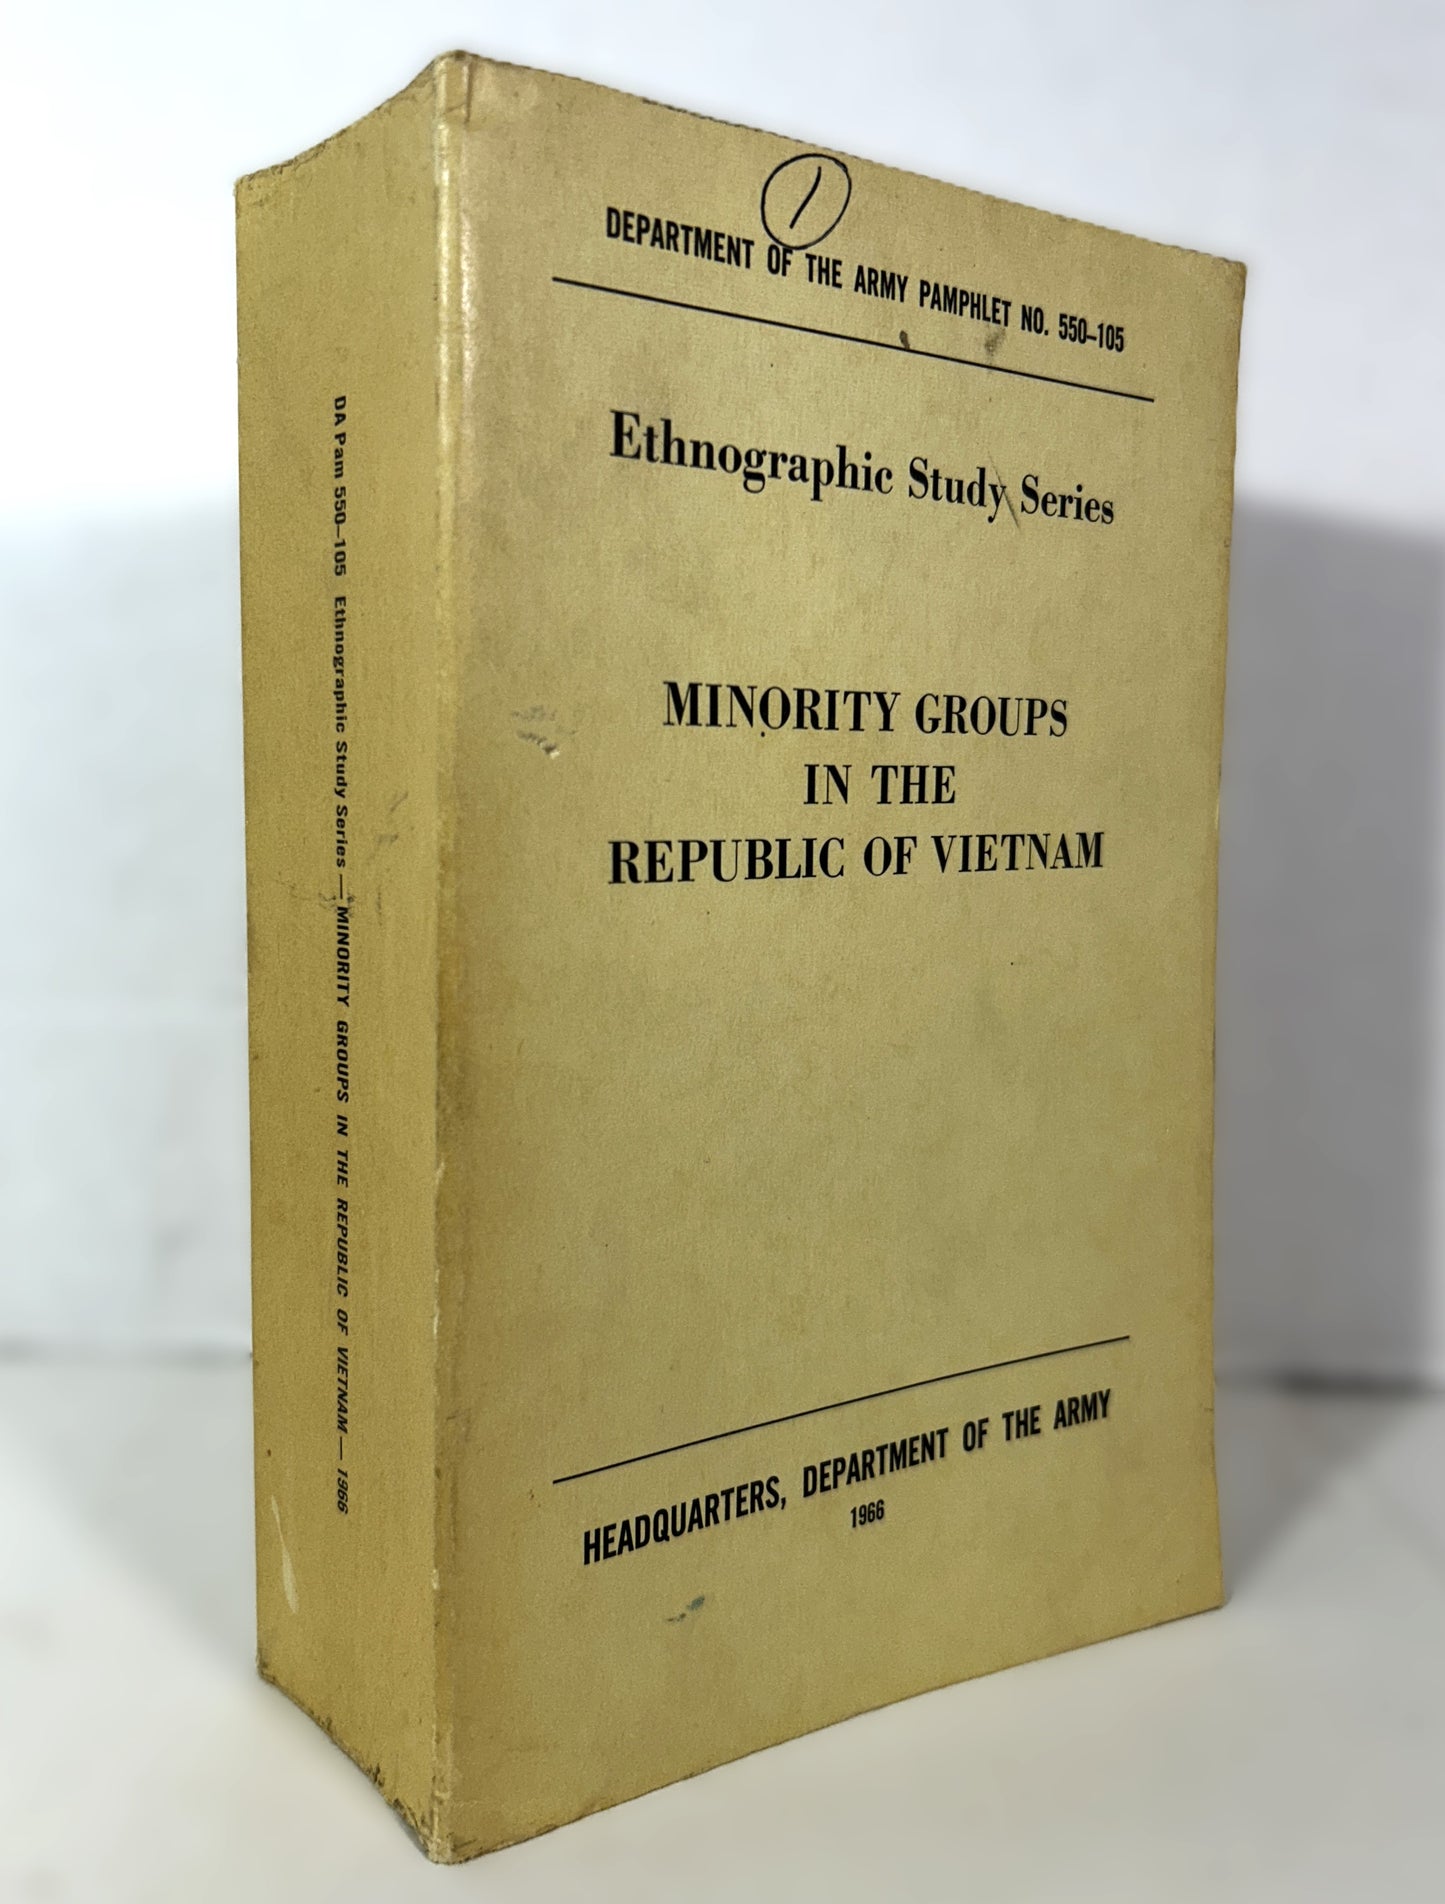 1
DEPARTMENT OF THE ARMY PAMPHLET NO. 550-105
Ethnographic Study Series
MINORITY GROUPS
IN THE
REPUBLIC OF VIETNAM
HEADQUARTERS, DEPARTMENT OF THE ARMY
1966
DA Pam 550-105 Ethnographic Study Series — MINORITY GROUPS IN THE REPUBLIC OF VIETNAM — 1966